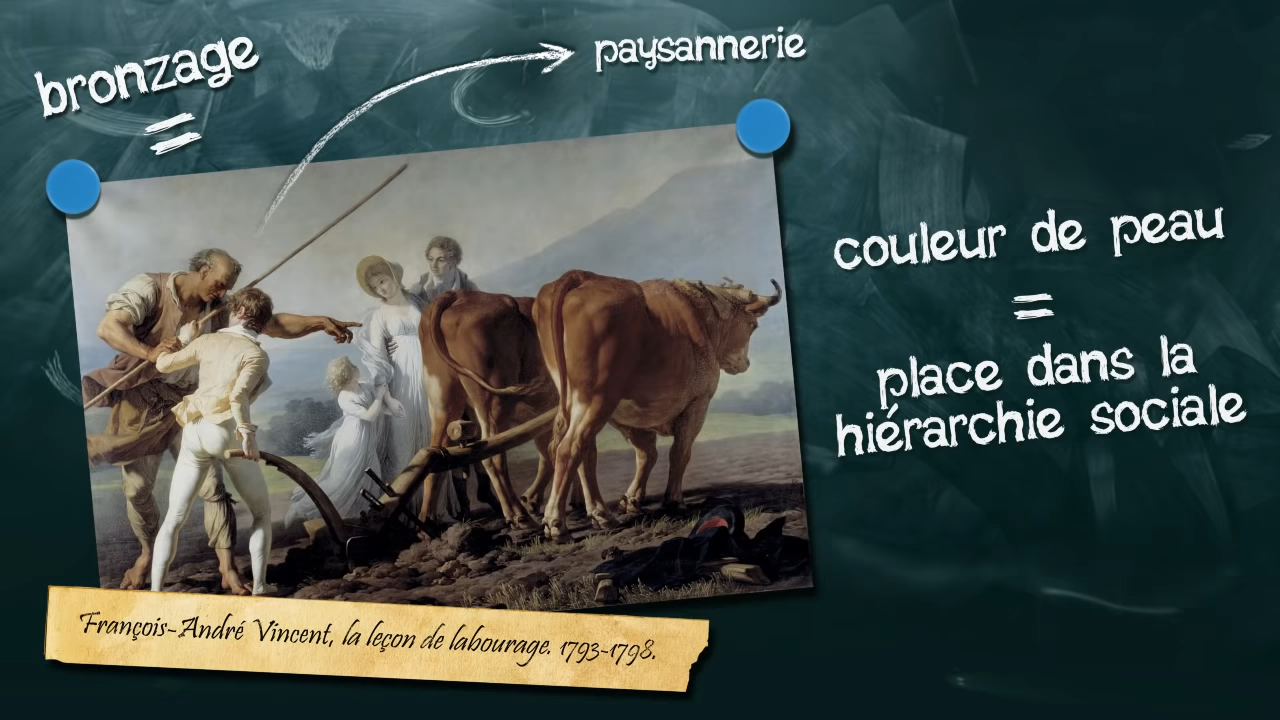 bronzage
=
paysannerie
couleur de peau
=
place dans la
hiérarchie sociale
François-André Vincent, la leçon de labourage. 1793-1798.